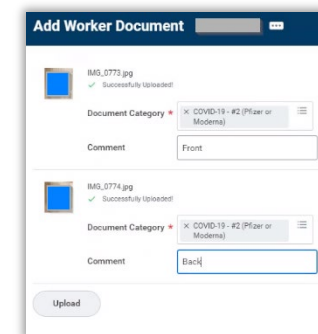 Add Worker Document
IMG_0773.jpg
✓ Successfully Uploaded!
Document Category *
× COVID-19 - #2 (Pfizer or
Moderna)
Comment
Front
IMG_0774.jpg
✓ Successfully Uploaded!
Document Category *
× COVID-19 - #2 (Pfizer or
Moderna)
Comment
Back
Upload